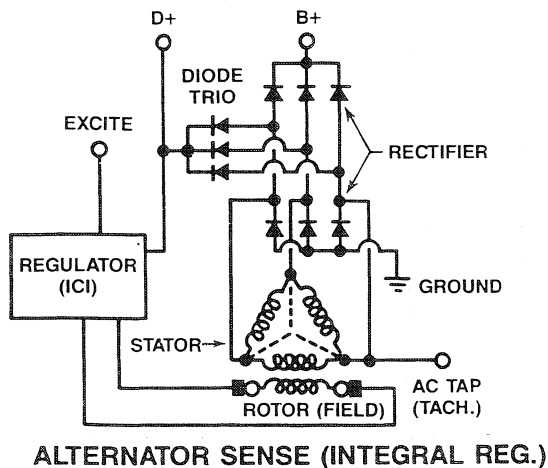 D+
B+
DIODE
TRIO
EXCITE
RECTIFIER
REGULATOR
(ICI)
GROUND
STATOR
AC TAP
(TACH.)
ROTOR (FIELD)
ALTERNATOR SENSE (INTEGRAL REG.)